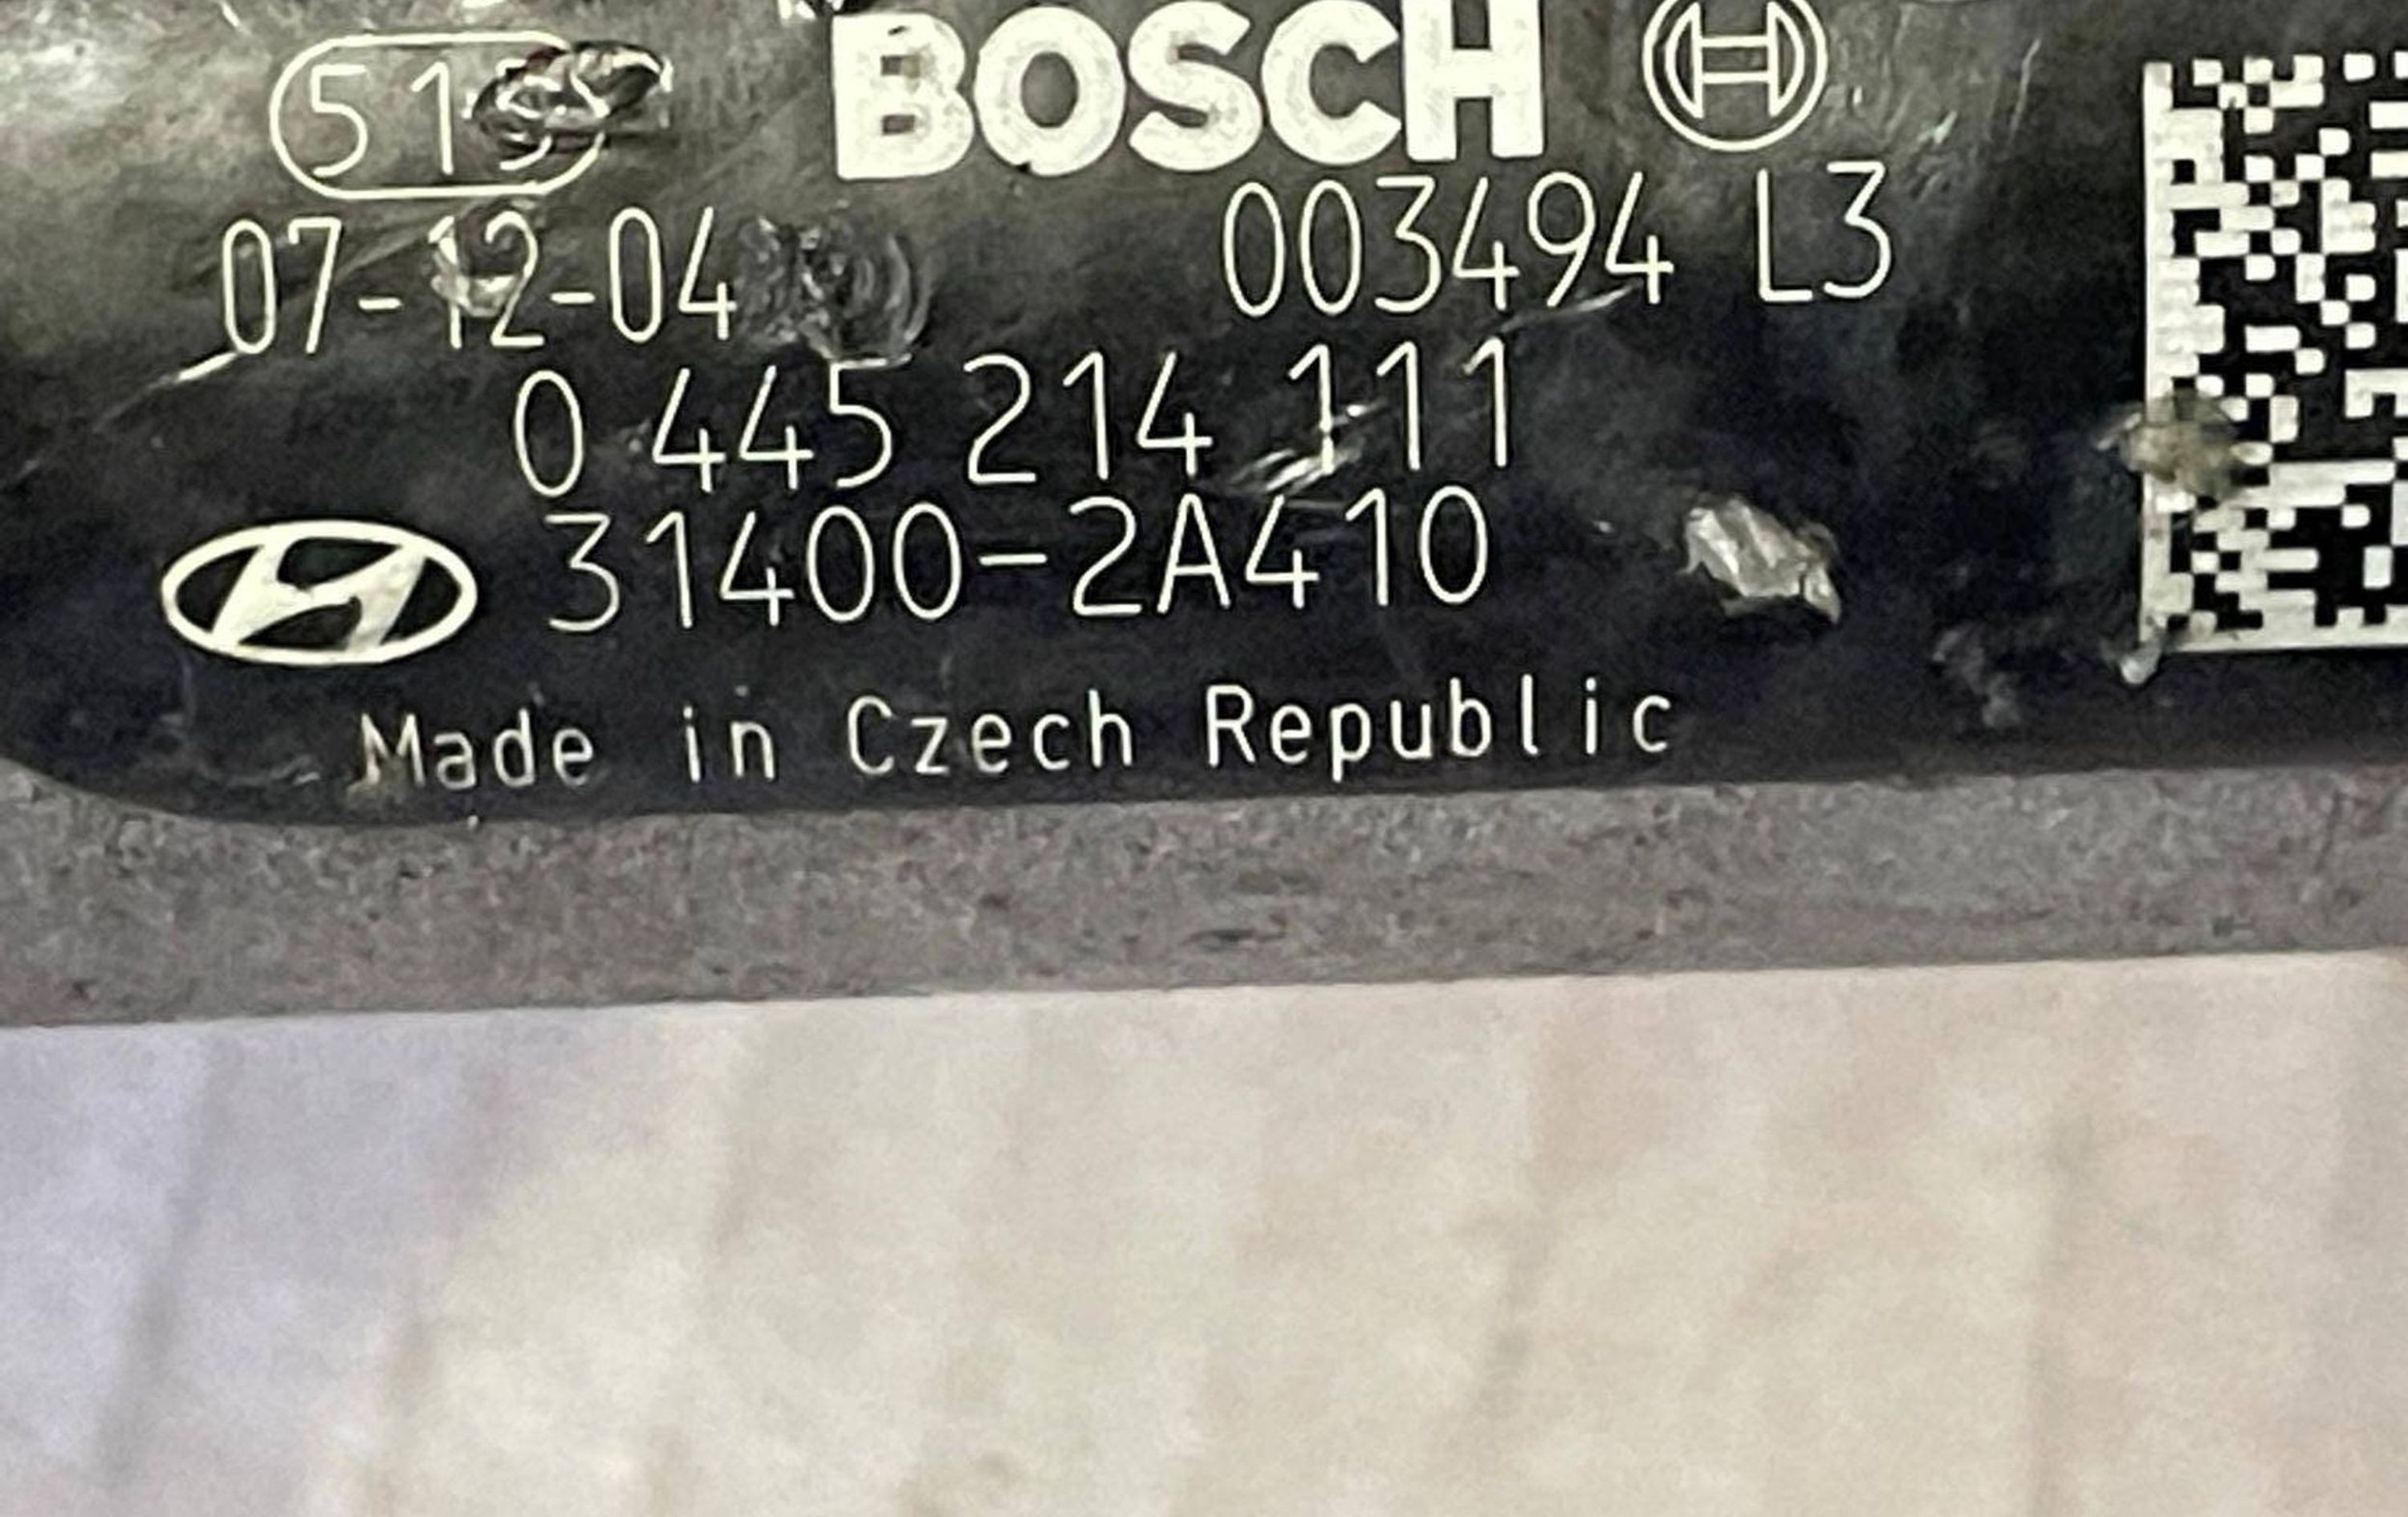 BOSCH
07-12-04 003494 L3
0 445 214 111
31400-2A410
Made in Czech Republic